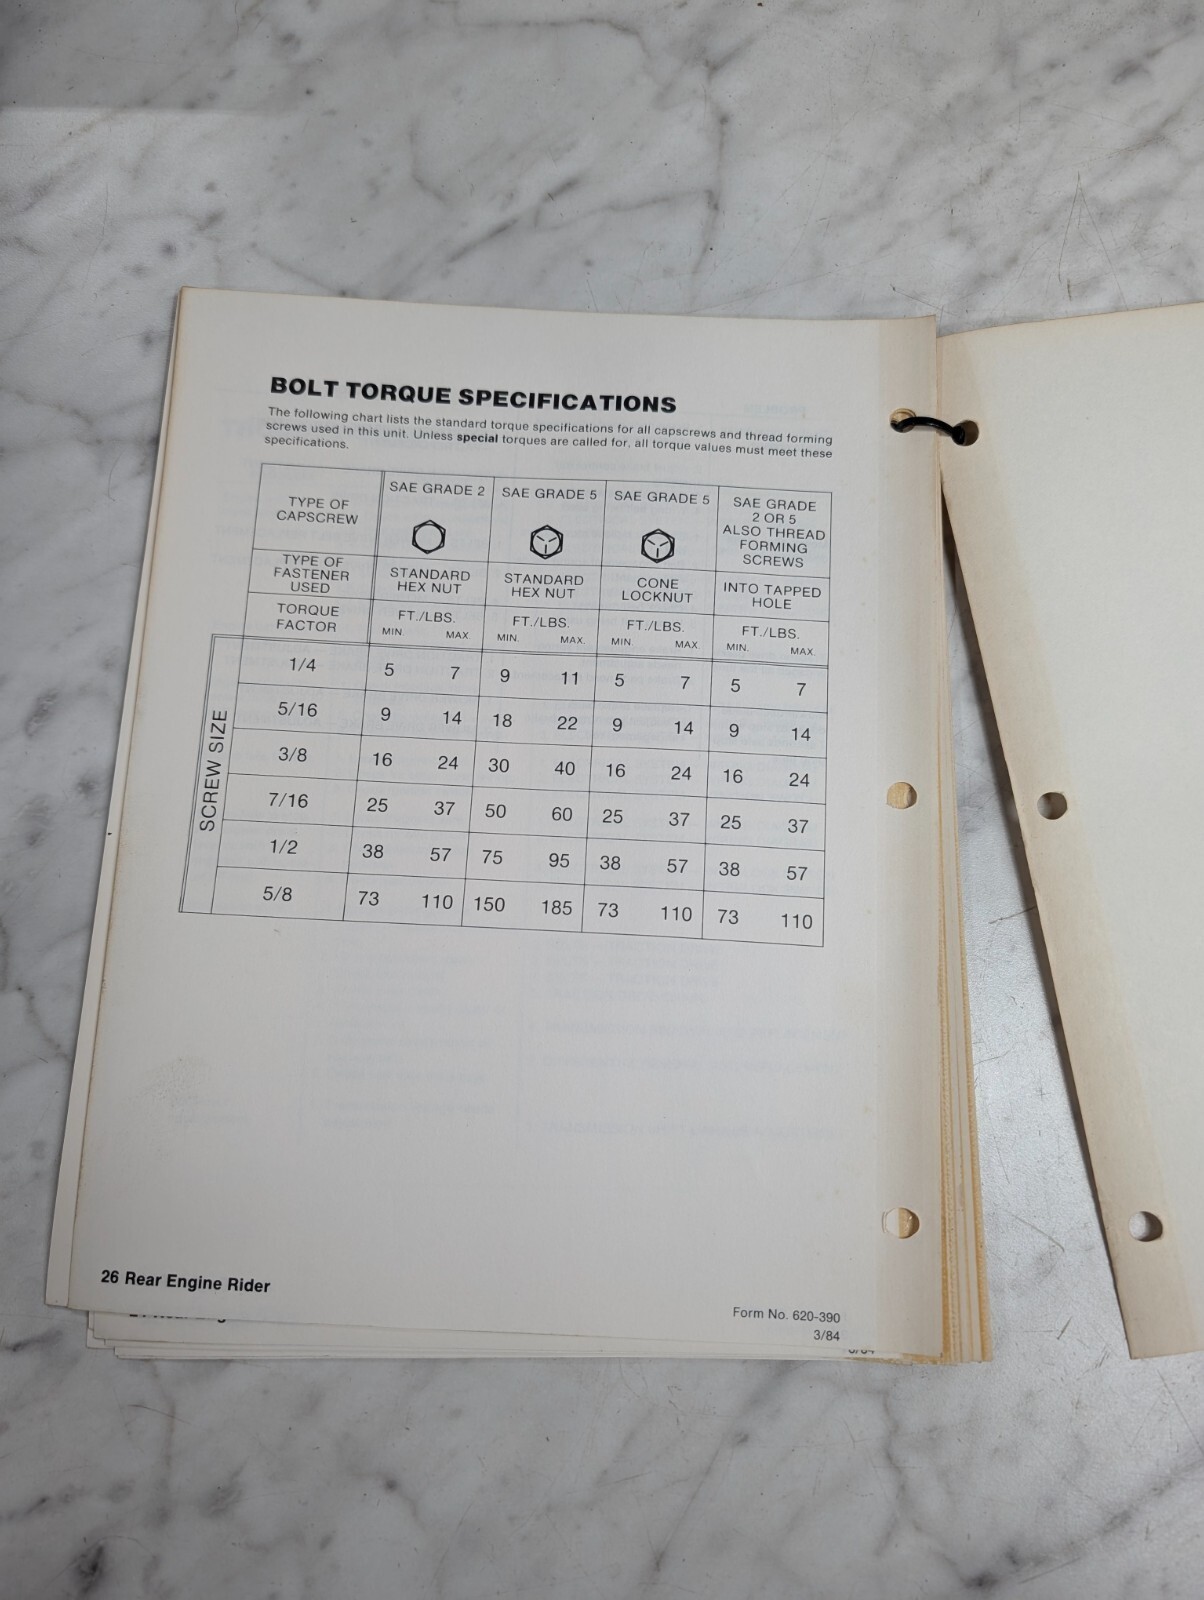 BOLT TORQUE SPECIFICATIONS
The following chart lists the standard torque specifications for all capscrews and thread forming
screws used in this unit. Unless special torques are called for, all torque values must meet these
specifications.
TYPE OF
CAPSCREW
SAE GRADE 2
SAE GRADE 5
SAE GRADE 5
SAE GRADE
2 OR 5
ALSO THREAD
FORMING
SCREWS
TYPE OF
FASTENER
USED
STANDARD
HEX NUT
STANDARD
HEX NUT
CONE
LOCKNUT
INTO TAPPED
HOLE
TORQUE
FACTOR
FT./LBS.
MIN. MAX.
FT./LBS.
MIN. MAX.
FT./LBS.
MIN. MAX.
FT./LBS.
MIN. MAX.
SCREW SIZE
1/4 5 7 9 11 5 7 5 7
5/16 9 14 18 22 9 14 9 14
3/8 16 24 30 40 16 24 16 24
7/16 25 37 50 60 25 37 25 37
1/2 38 57 75 95 38 57 38 57
5/8 73 110 150 185 73 110 73 110
26 Rear Engine Rider
Form No. 620-390
3/84